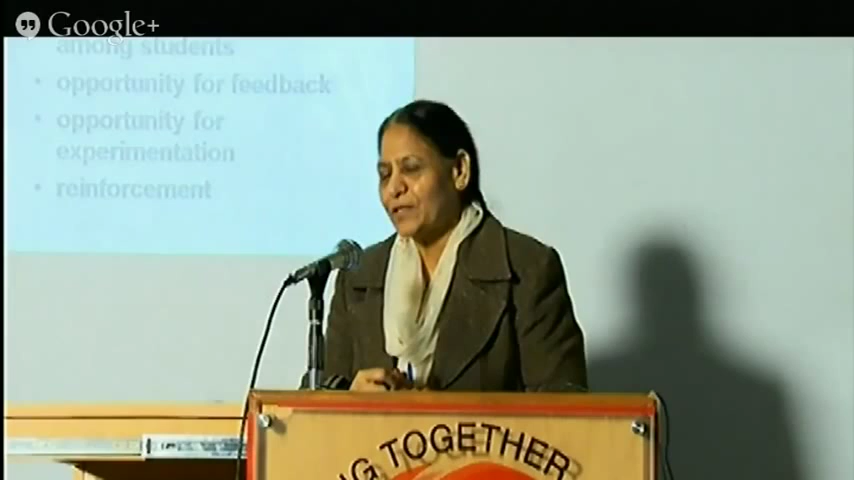 Google+
among students
• opportunity for feedback
• opportunity for
experimentation
• reinforcement
NG TOGETHER